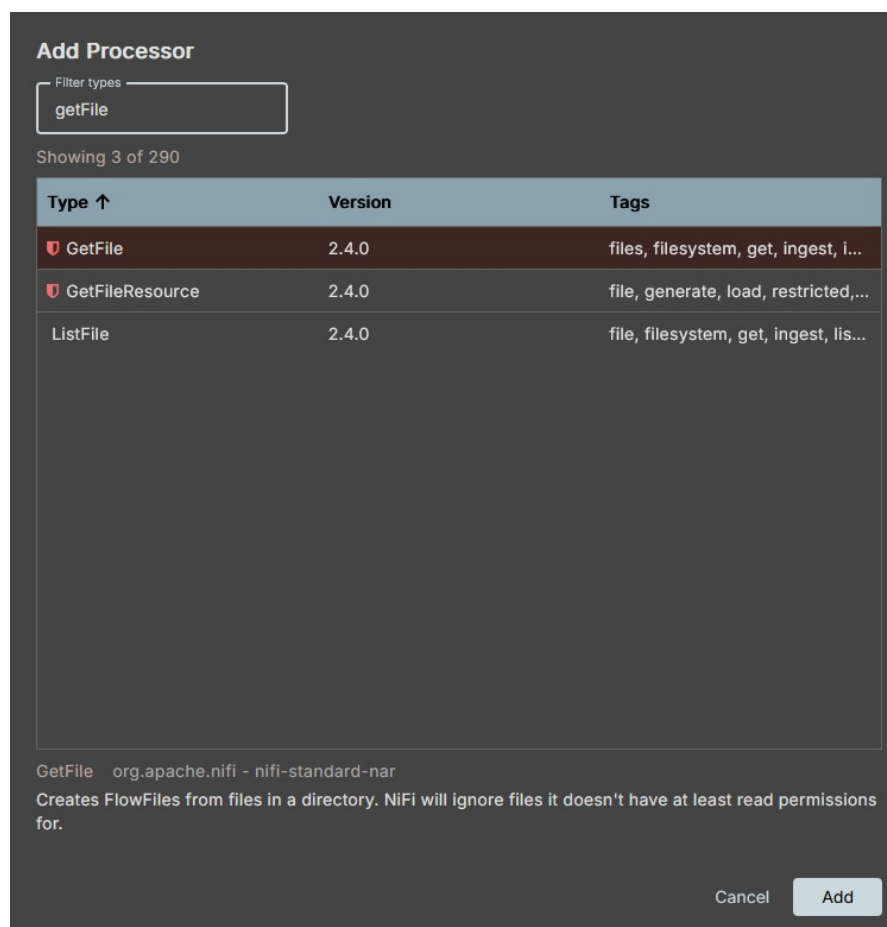 Add Processor
Filter types
getFile
Showing 3 of 290
Type ↑ Version Tags
GetFile 2.4.0 files, filesystem, get, ingest, i...
GetFileResource 2.4.0 file, generate, load, restricted,...
ListFile 2.4.0 file, filesystem, get, ingest, lis...
GetFile org.apache.nifi - nifi-standard-nar
Creates FlowFiles from files in a directory. NiFi will ignore files it doesn't have at least read permissions
for.
Cancel Add